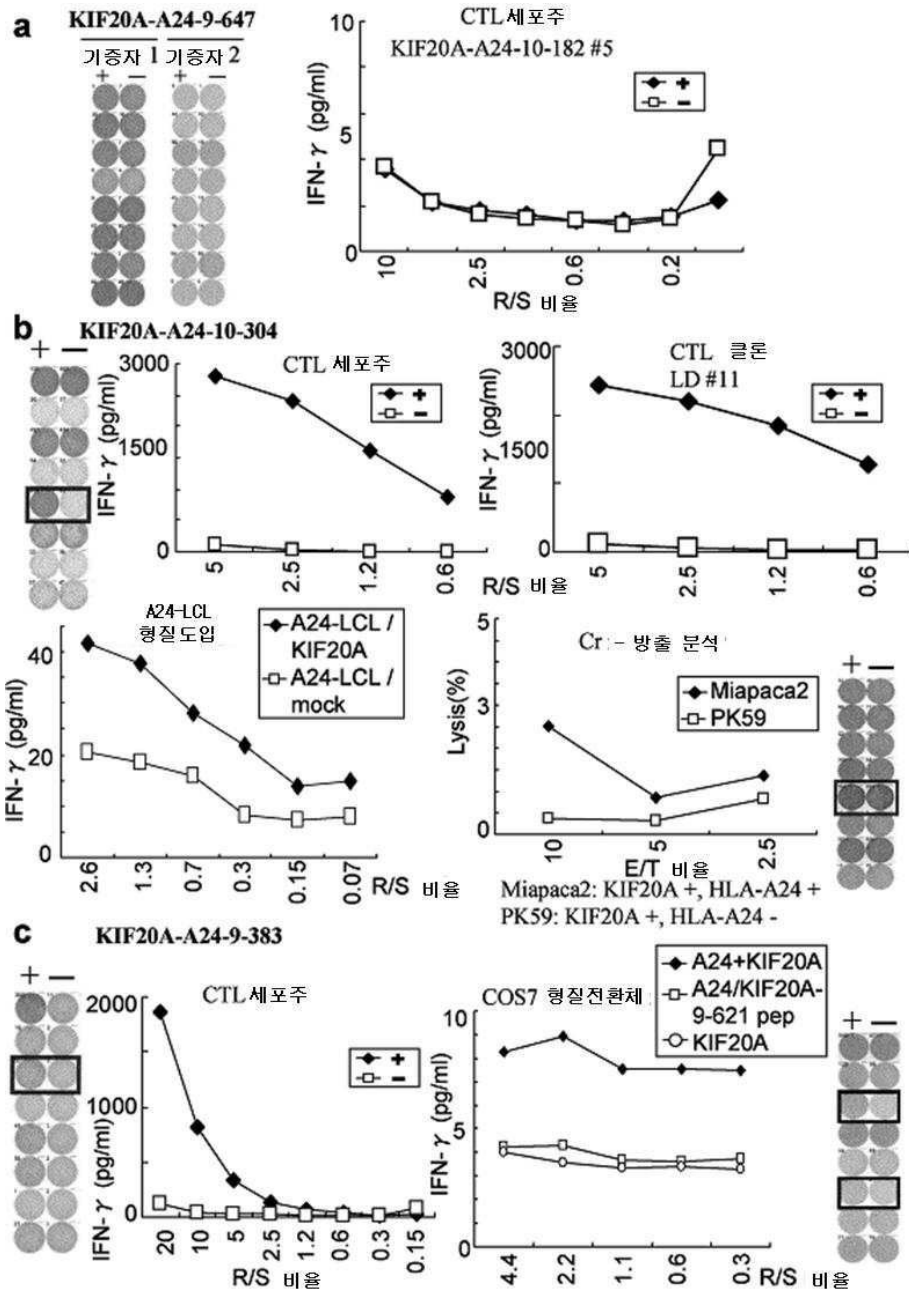 a
KIF20A-A24-9-647
기증자 1 기증자 2
+ − + −
CTL 세포주
KIF20A-A24-10-182 #5
+
−
IFN-γ (pg/ml)
10
5
0
10 2.5 0.6 0.2
R/S 비율
b
KIF20A-A24-10-304
+ −
CTL 세포주
+
−
IFN-γ (pg/ml)
3000
1500
0
5 2.5 1.2 0.6
R/S 비율
CTL 클론
LD #11
+
−
IFN-γ (pg/ml)
3000
1500
0
5 2.5 1.2 0.6
R/S 비율
A24-LCL
형질도입
A24-LCL /
KIF20A
A24-LCL /
mock
IFN-γ (pg/ml)
40
20
0
2.6 1.3 0.7 0.3 0.15 0.07
R/S 비율
Cr - 방출 분석
Miapaca2
PK59
Lysis(%)
5
3
0
10 5 2.5
E/T 비율
+ −
Miapaca2: KIF20A +, HLA-A24 +
PK59: KIF20A +, HLA-A24 -
c
KIF20A-A24-9-383
+ −
CTL 세포주
+
−
IFN-γ (pg/ml)
2000
1000
0
20 10 5 2.5 1.2 0.6 0.3 0.15
R/S 비율
COS7 형질전환체
A24+KIF20A
A24/KIF20A-
9-621 pep
KIF20A
IFN-γ (pg/ml)
10
5
0
4.4 2.2 1.1 0.6 0.3
R/S 비율
+ −